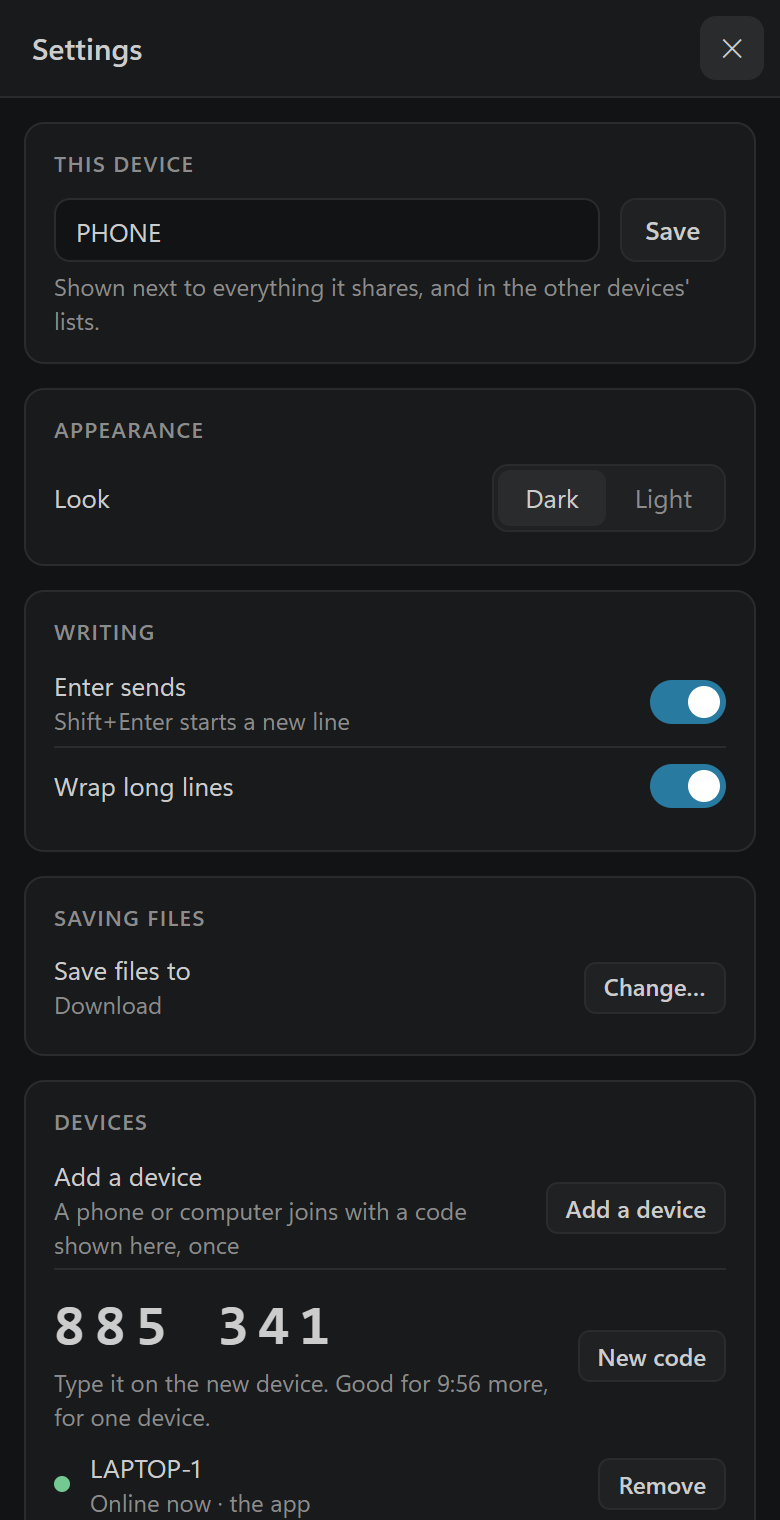 Settings
THIS DEVICE
PHONE
Save
Shown next to everything it shares, and in the other devices'
lists.
APPEARANCE
Look
Dark
Light
WRITING
Enter sends
Shift+Enter starts a new line
Wrap long lines
SAVING FILES
Save files to
Download
Change...
DEVICES
Add a device
A phone or computer joins with a code
shown here, once
Add a device
885 341
Type it on the new device. Good for 9:56 more,
for one device.
New code
LAPTOP-1
Online now · the app
Remove